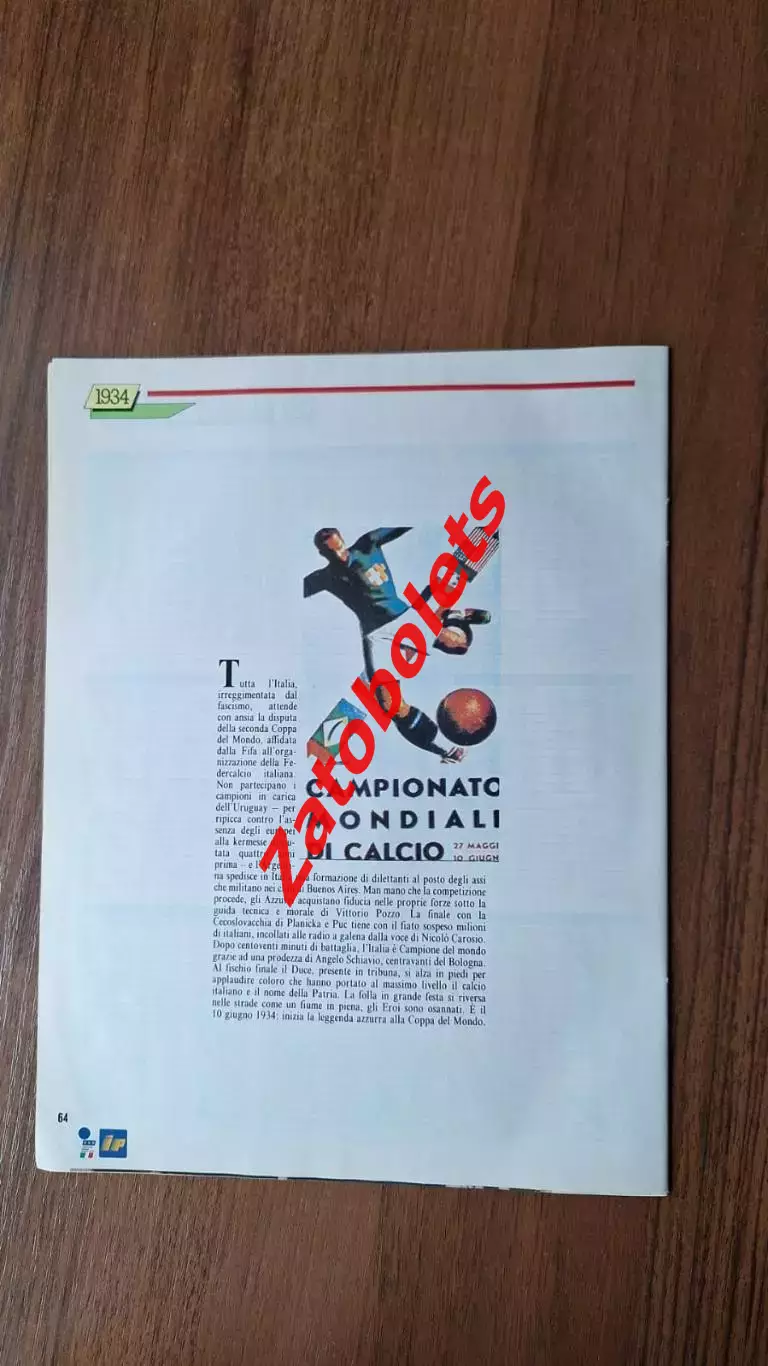 1934
Tutta l'Italia,
irreggimentata dal
fascismo, attende
con ansia la disputa
della seconda Coppa
del Mondo, affidata
dalla Fifa all'orga-
nizzazione della Fe-
dercalcio italiana.
Non partecipano i
campioni in carica
dell'Uruguay – per
ripicca contro l'as-
senza degli europei
alla kermesse
tata quattro anni
prima – e
na spedisce in formazione di dilettanti al posto degli assi
che militano nei Buenos Aires. Man mano che la competizione
procede, gli Azzurri acquistano fiducia nelle proprie forze sotto la
guida tecnica e morale di Vittorio Pozzo. La finale con la
Cecoslovacchia di Planicka e Puc tiene con il fiato sospeso milioni
di italiani, incollati alle radio a galena dalla voce di Nicolò Carosio.
Dopo centoventi minuti di battaglia, l'Italia è Campione del mondo
grazie ad una prodezza di Angelo Schiavio, centravanti del Bologna.
Al fischio finale il Duce, presente in tribuna, si alza in piedi per
applaudire coloro che hanno portato al massimo livello il calcio
italiano e il nome della Patria. La folla in grande festa si riversa
nelle strade come un fiume in piena, gli Eroi sono osannati. È il
10 giugno 1934: inizia la leggenda azzurra alla Coppa del Mondo.
CAMPIONATO
MONDIALI
DI CALCIO 27 MAGGI
10 GIUGN
Zatobolets
64
IP